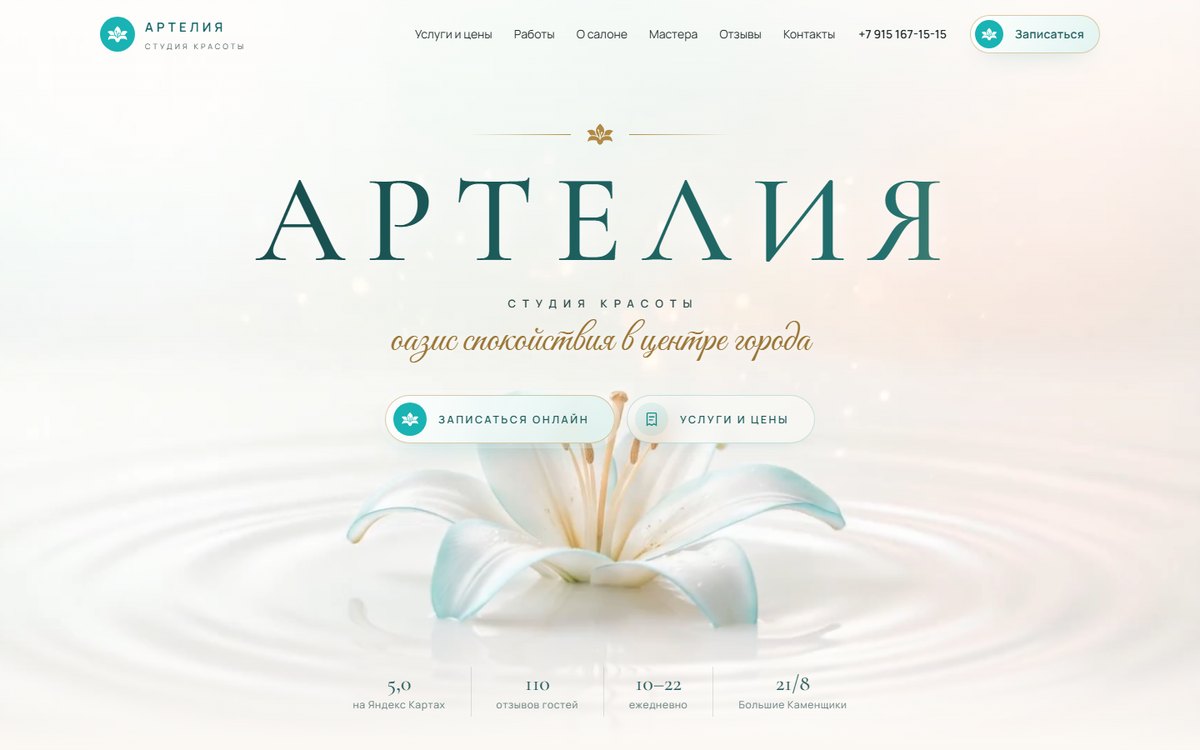 АРТЕЛИЯ
СТУДИЯ КРАСОТЫ
Услуги и цены
Работы
О салоне
Мастера
Отзывы
Контакты
+7 915 167-15-15
Записаться
АРТЕЛИЯ
СТУДИЯ КРАСОТЫ
оазис спокойствия в центре города
ЗАПИСАТЬСЯ ОНЛАЙН
УСЛУГИ И ЦЕНЫ
5,0
на Яндекс Картах
110
отзывов гостей
10–22
ежедневно
21/8
Большие Каменщики